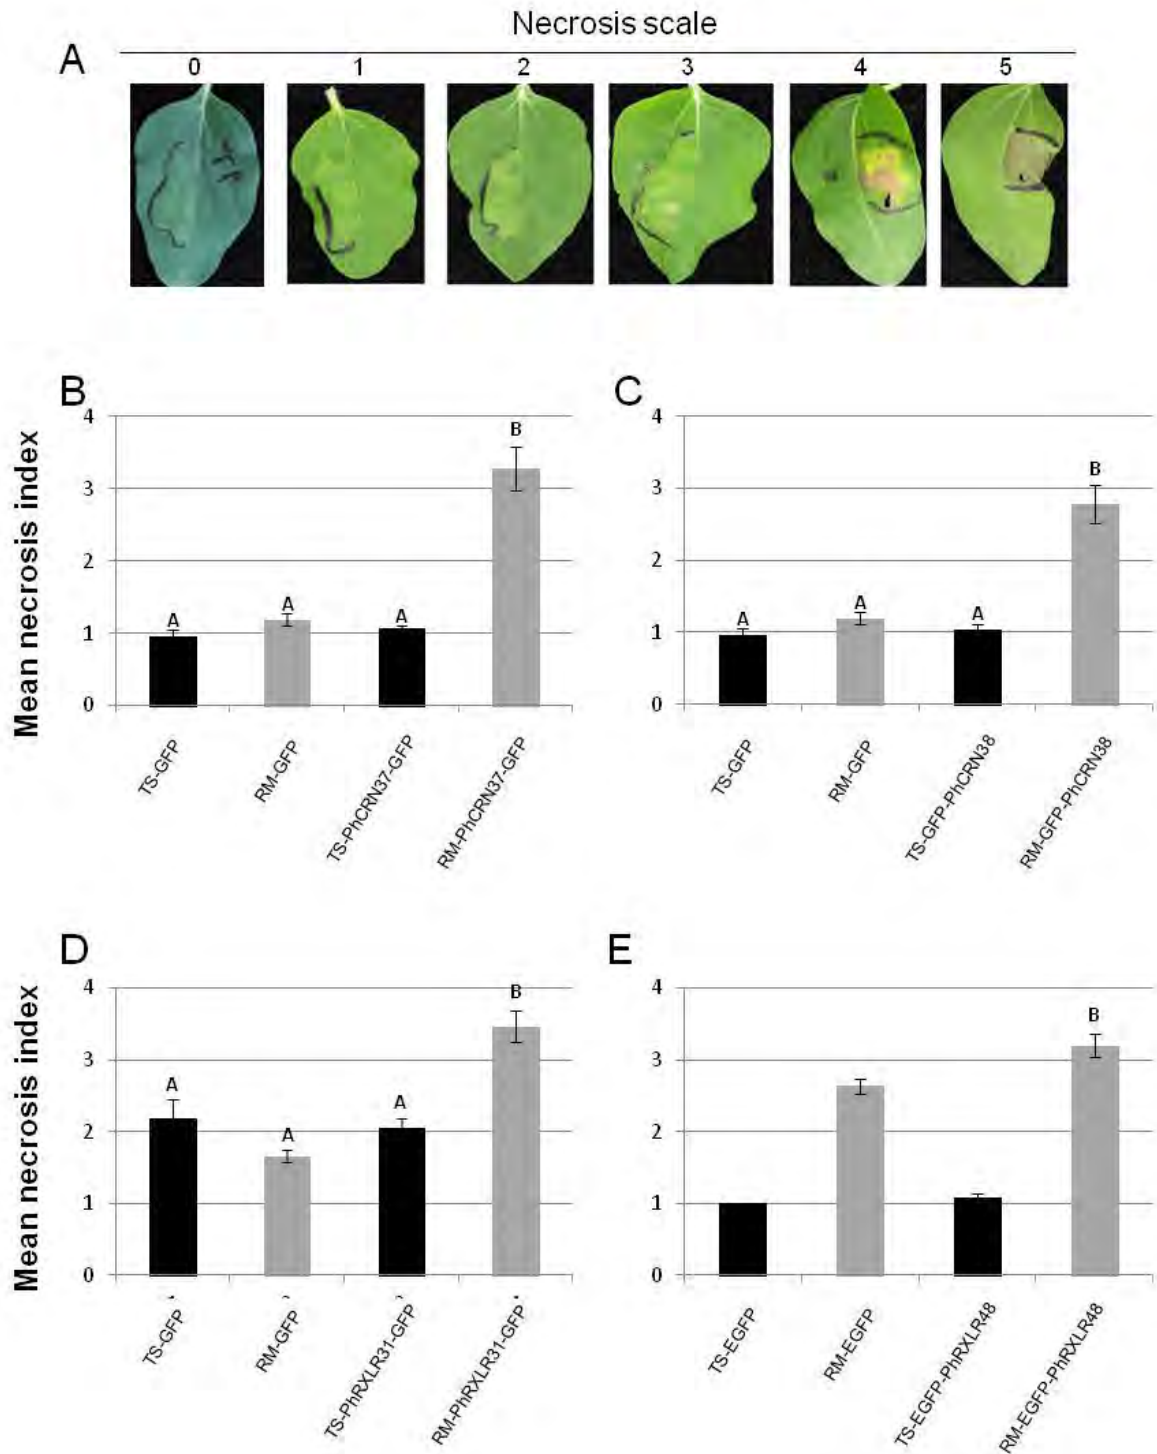 Necrosis scale
A
0 1 2 3 4 5
B
Mean necrosis index
4
3
2
1
0
A
A
A
B
TS-GFP
RM-GFP
TS-PhCRN37-GFP
RM-PhCRN37-GFP
C
4
3
2
1
0
A
A
A
B
TS-GFP
RM-GFP
TS-GFP-PhCRN38
RM-GFP-PhCRN38
D
Mean necrosis index
4
3
2
1
0
A
A
A
B
TS-GFP
RM-GFP
TS-PhRXLR31-GFP
RM-PhRXLR31-GFP
E
4
3
2
1
0
B
TS-EGFP
RM-EGFP
TS-EGFP-PhRXLR48
RM-EGFP-PhRXLR48